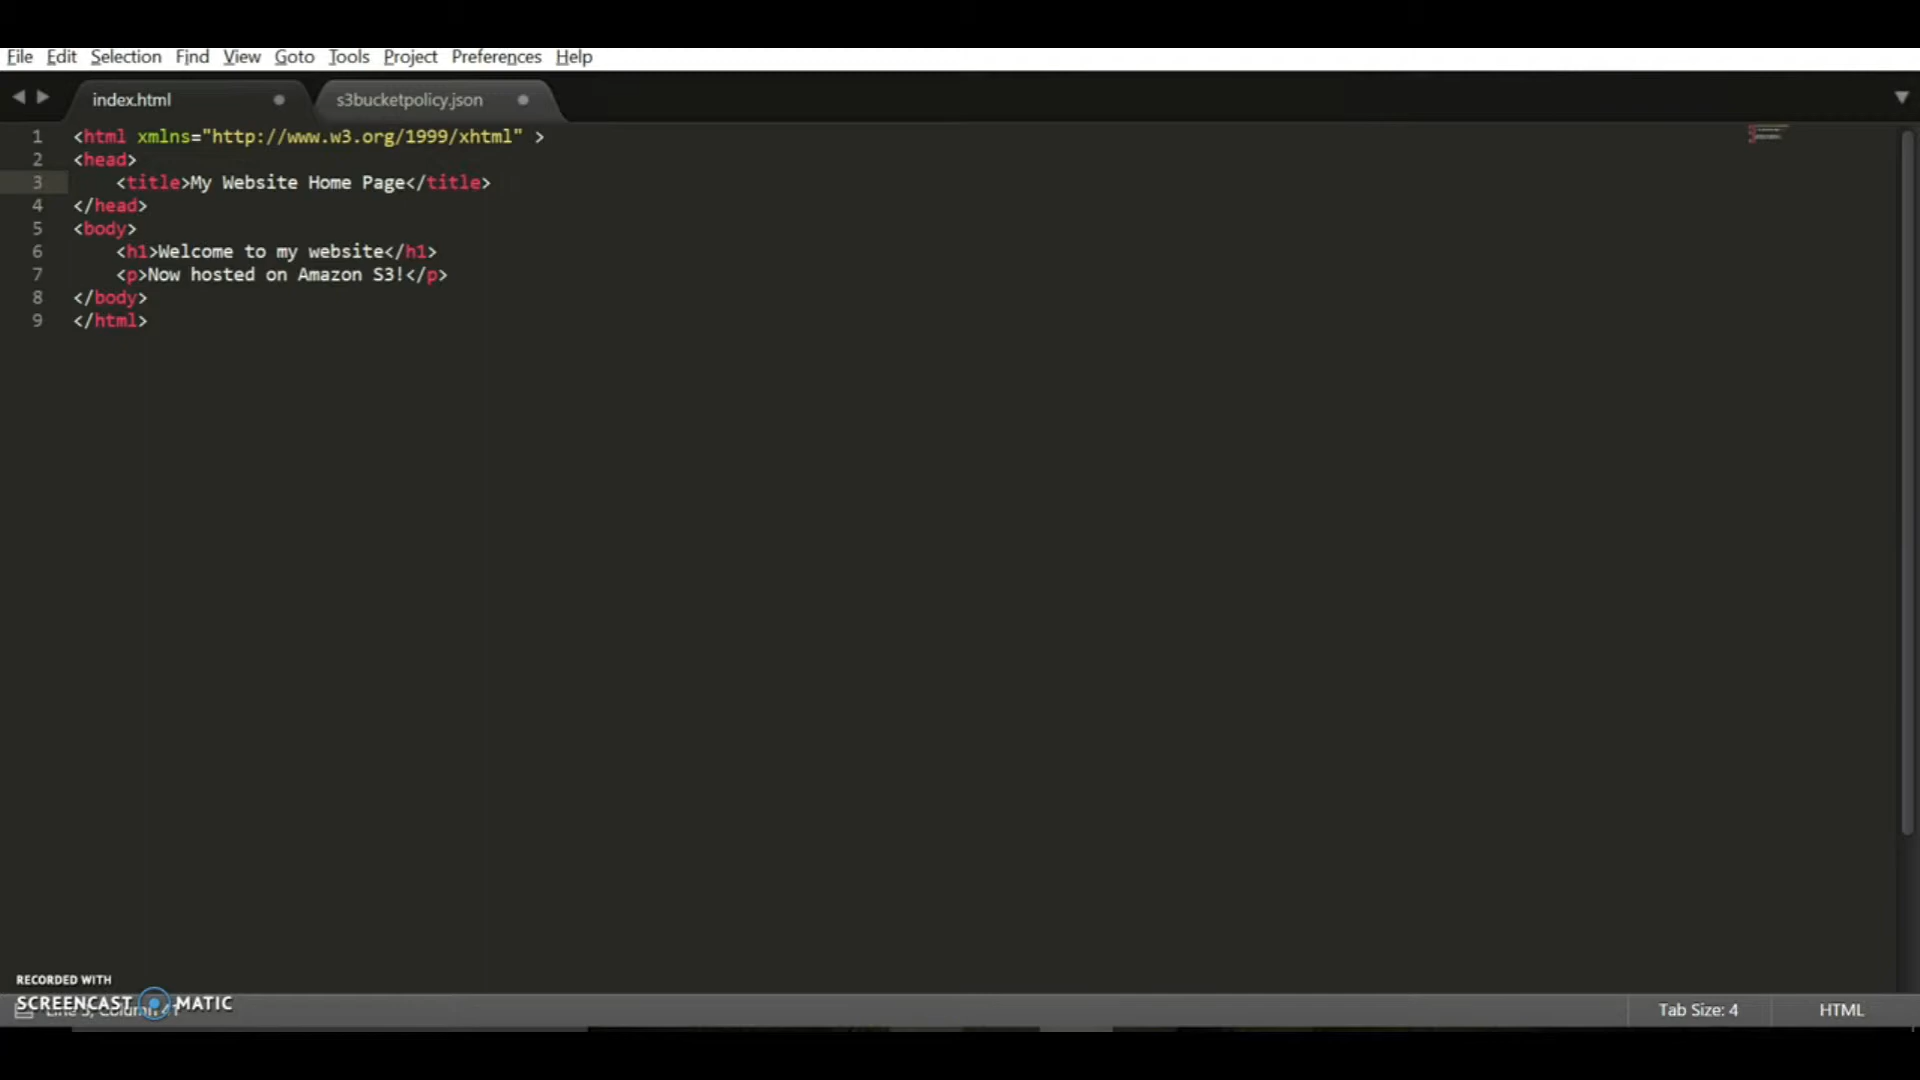 File Edit Selection Find View Goto Tools Project Preferences Help
index.html s3bucketpolicy.json
1 <html xmlns="http://www.w3.org/1999/xhtml" >
2 <head>
3 <title>My Website Home Page</title>
4 </head>
5 <body>
6 <h1>Welcome to my website</h1>
7 <p>Now hosted on Amazon S3!</p>
8 </body>
9 </html>
RECORDED WITH
SCREENCAST MATIC
Tab Size: 4 HTML